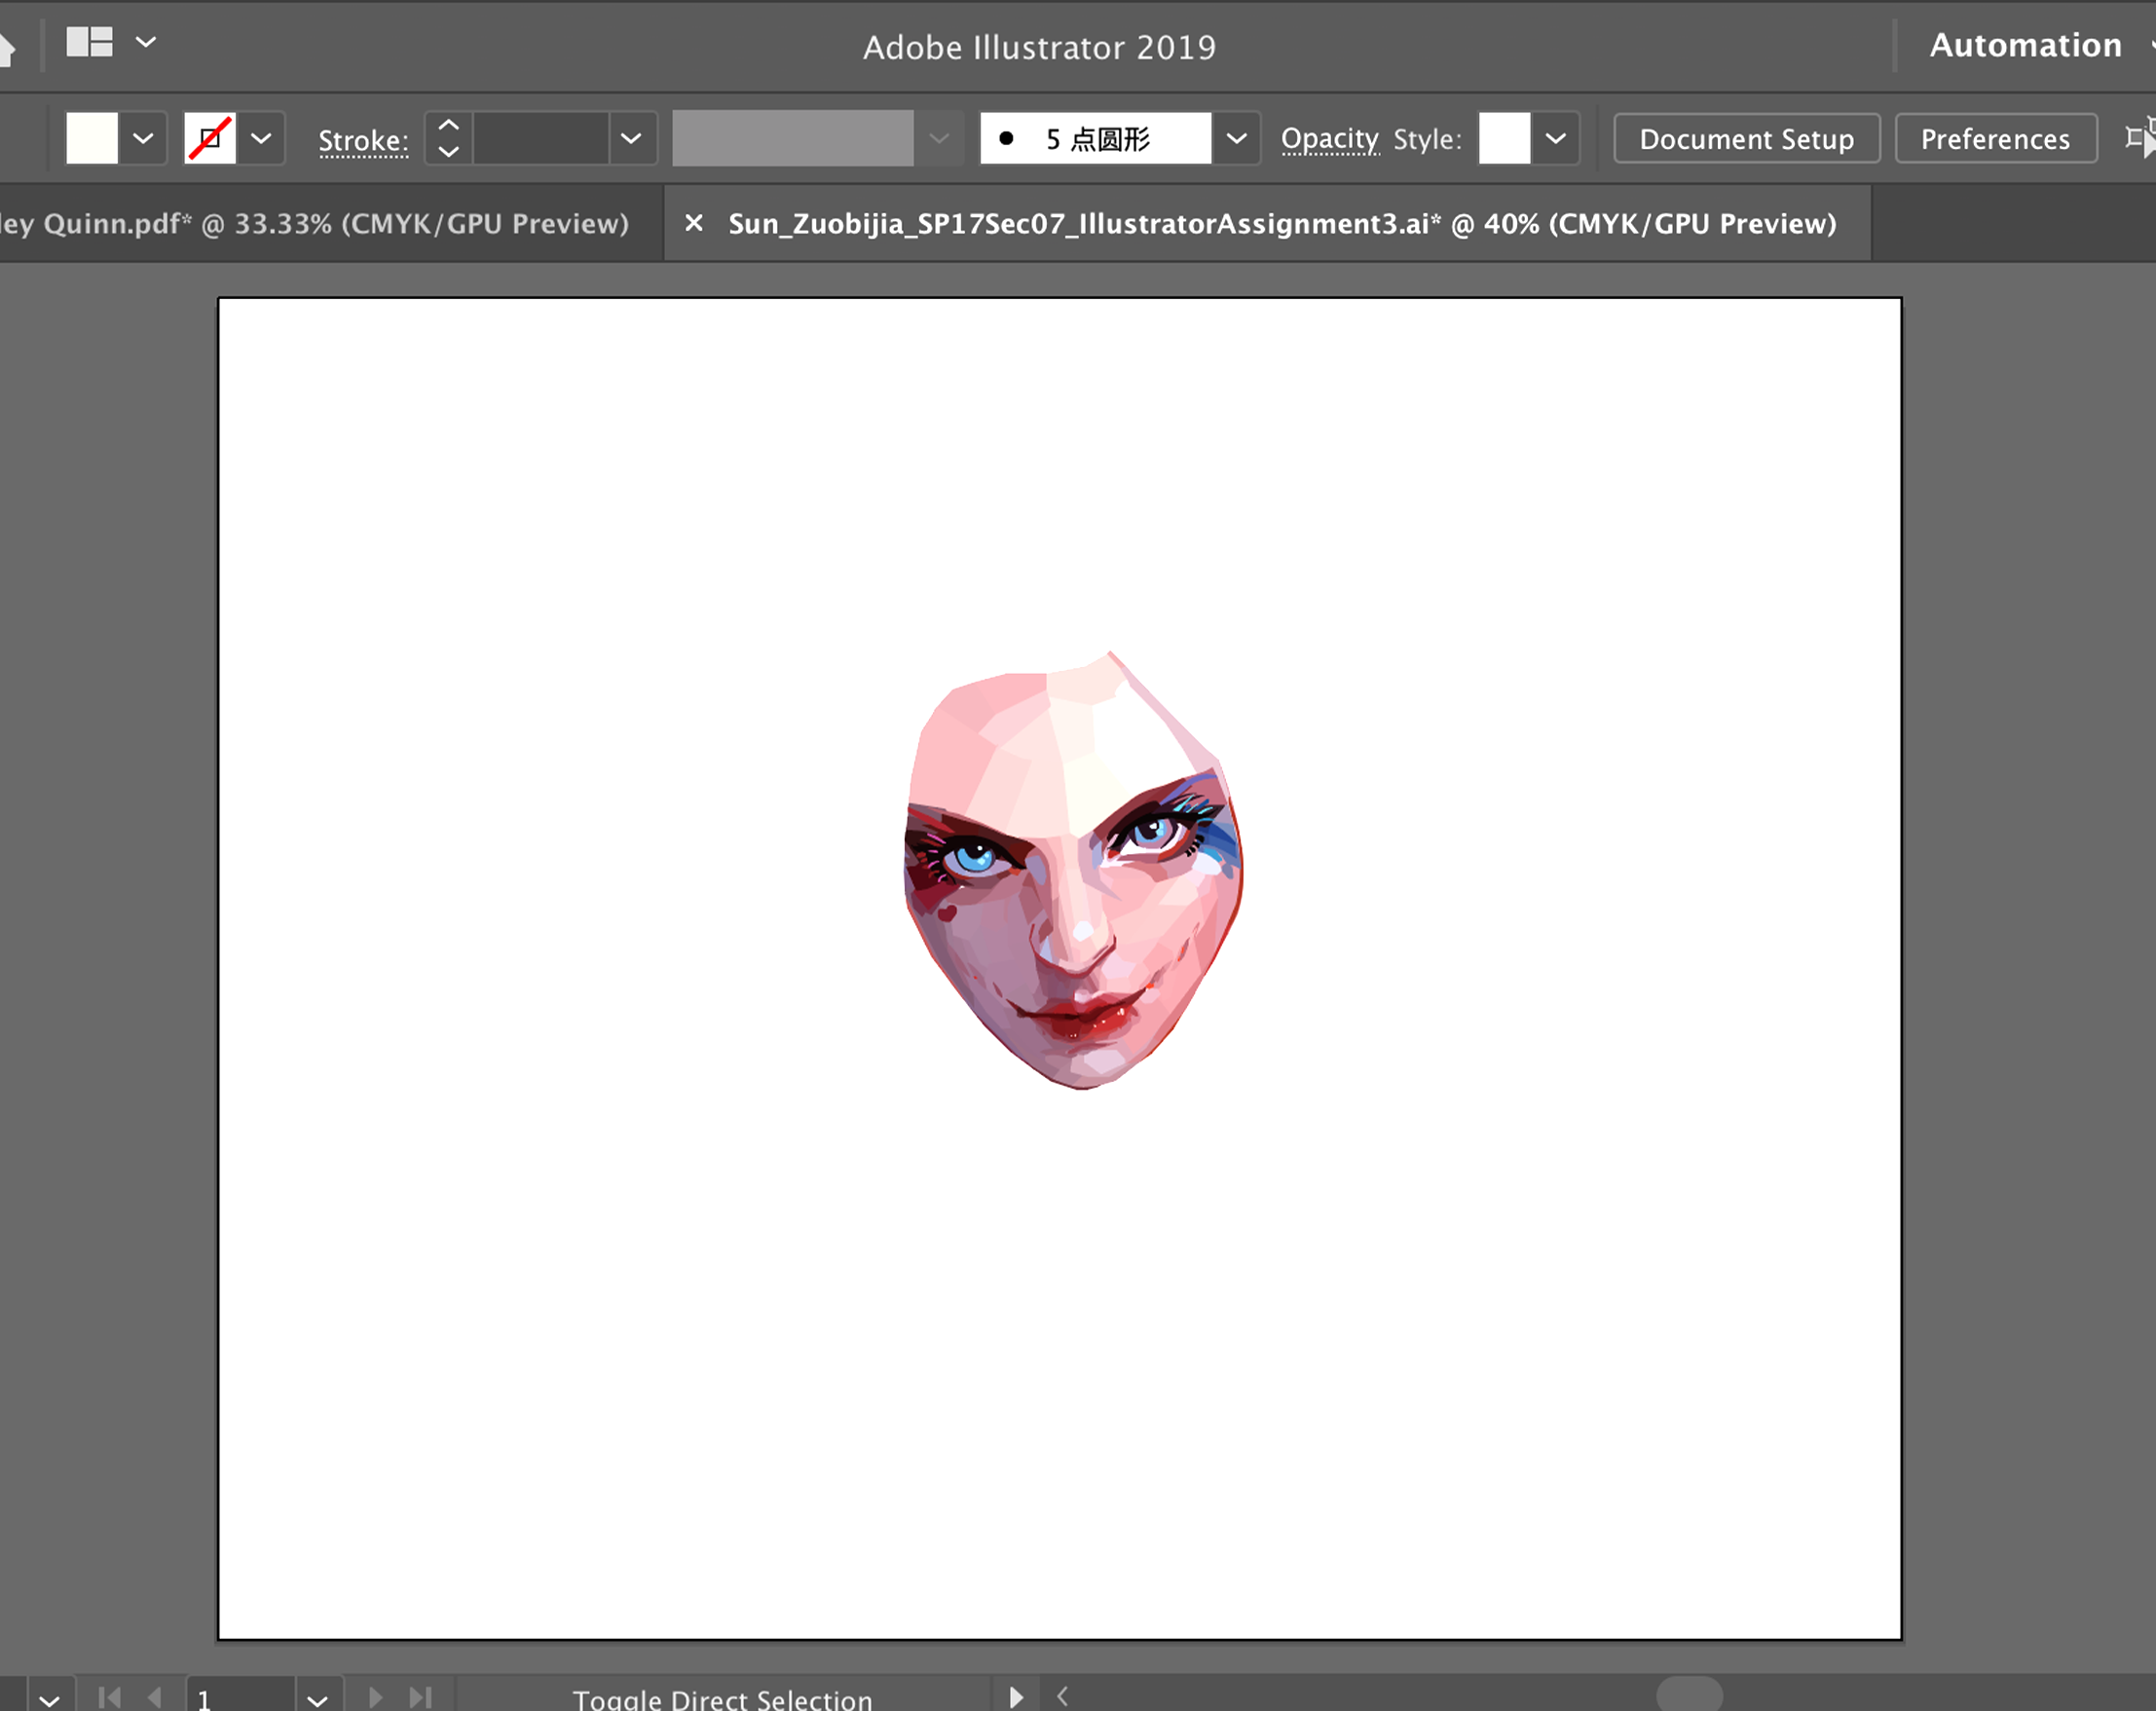 Adobe Illustrator 2019
Automation
Stroke:
5 点圆形
Opacity Style:
Document Setup
Preferences
ley Quinn.pdf* @ 33.33% (CMYK/GPU Preview)
× Sun_Zuobijia_SP17Sec07_IllustratorAssignment3.ai* @ 40% (CMYK/GPU Preview)
1
Toggle Direct Selection